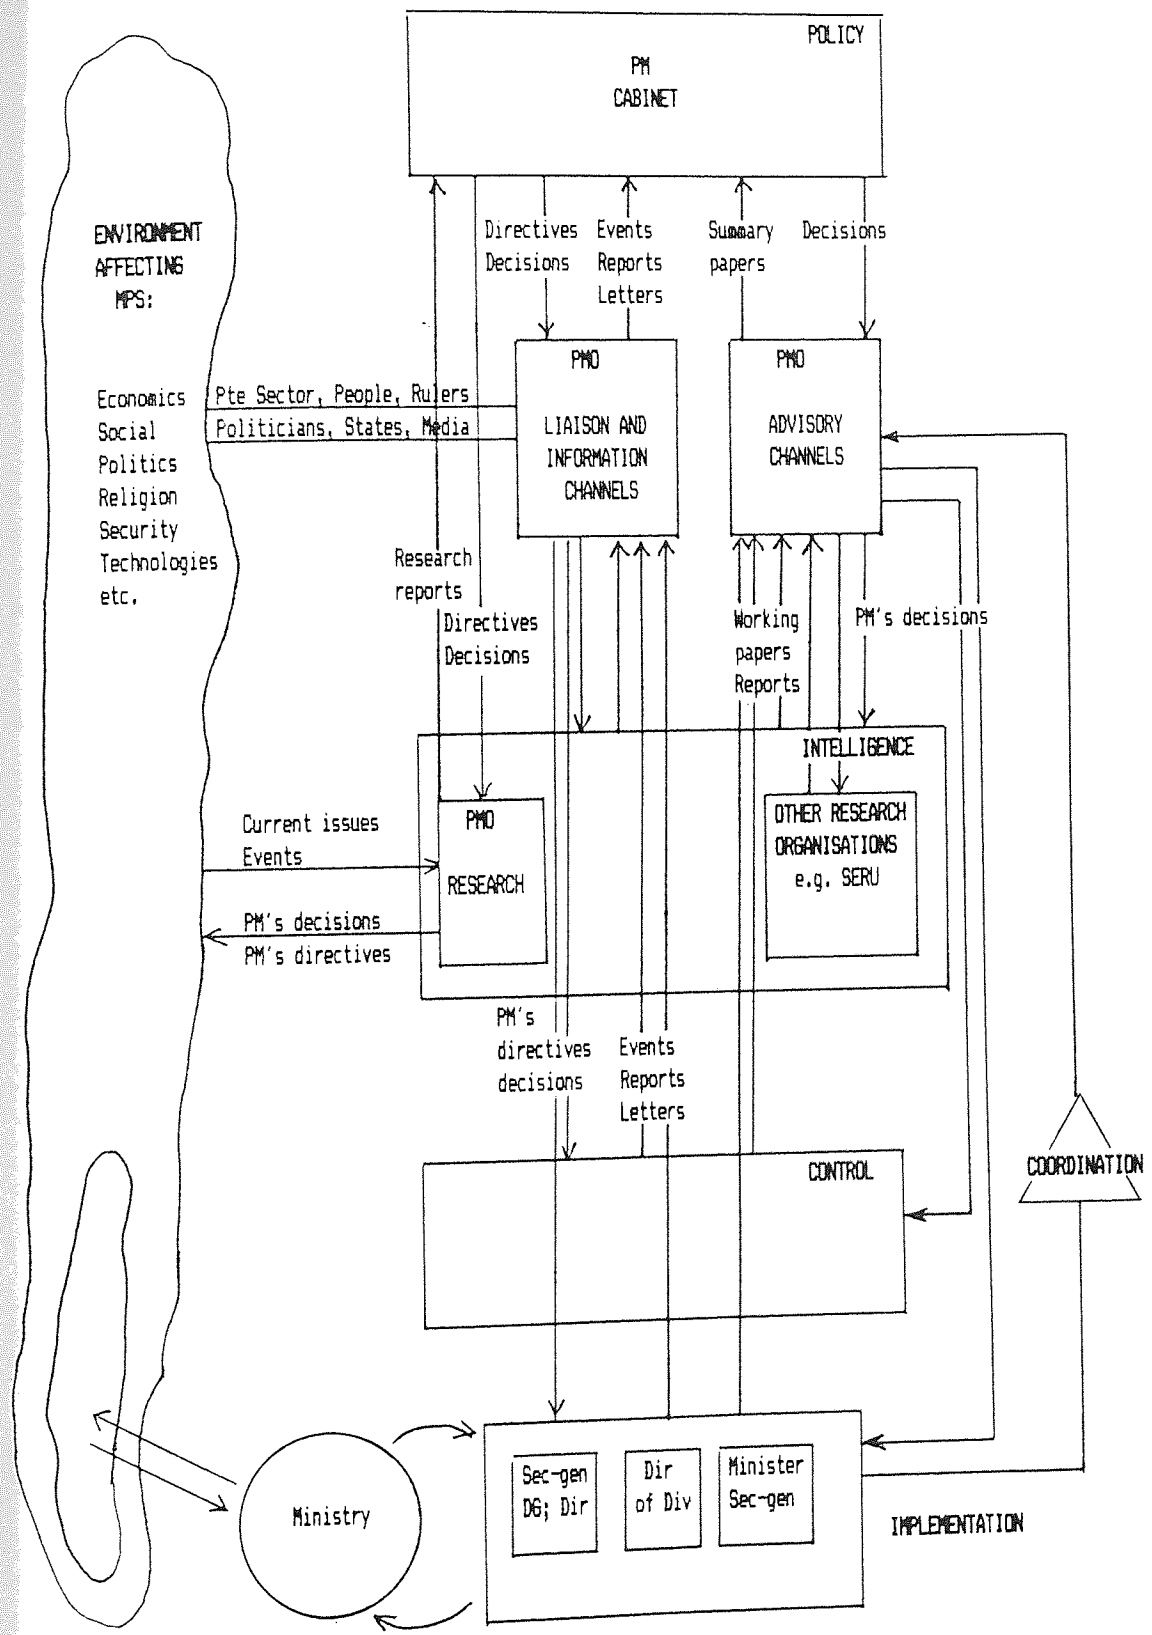 POLICY
PM
CABINET
ENVIRONMENT
AFFECTING
MPS:
Directives
Decisions
Events
Reports
Letters
Summary
papers
Decisions
PMO
LIAISON AND
INFORMATION
CHANNELS
PMO
ADVISORY
CHANNELS
Economics
Social
Politics
Religion
Security
Technologies
etc.
Pte Sector, People, Rulers
Politicians, States, Media
Research
reports
Directives
Decisions
Working
papers
Reports
PM's decisions
INTELLIGENCE
PMO
RESEARCH
OTHER RESEARCH
ORGANISATIONS
e.g. SERU
Current issues
Events
PM's decisions
PM's directives
PM's
directives
decisions
Events
Reports
Letters
CONTROL
COORDINATION
Ministry
Sec-gen
DG; Dir
Dir
of Div
Minister
Sec-gen
IMPLEMENTATION